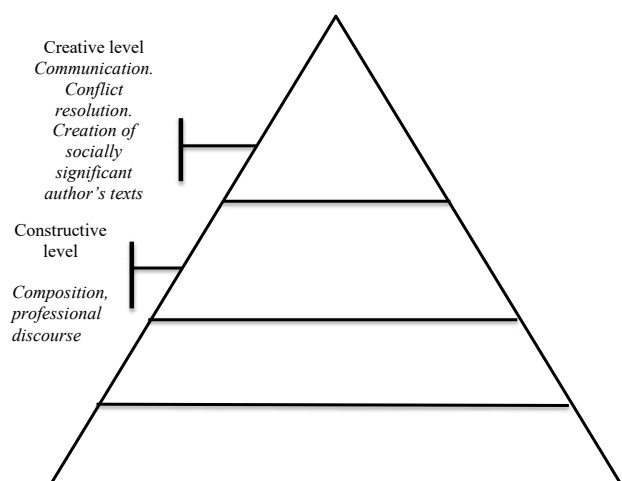 Creative level
Communication.
Conflict
resolution.
Creation of
socially
significant
author’s texts
Constructive
level
Composition,
professional
discourse